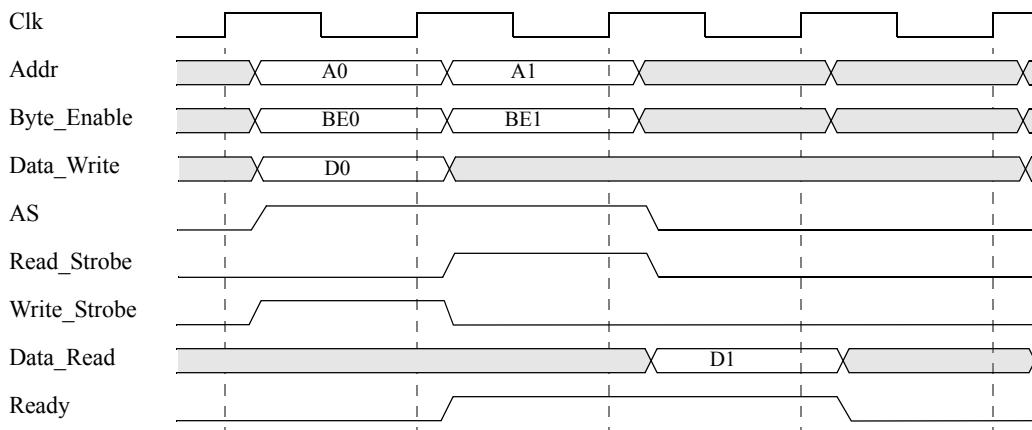 Clk
Addr A0 A1
Byte_Enable BE0 BE1
Data_Write D0
AS
Read_Strobe
Write_Strobe
Data_Read D1
Ready